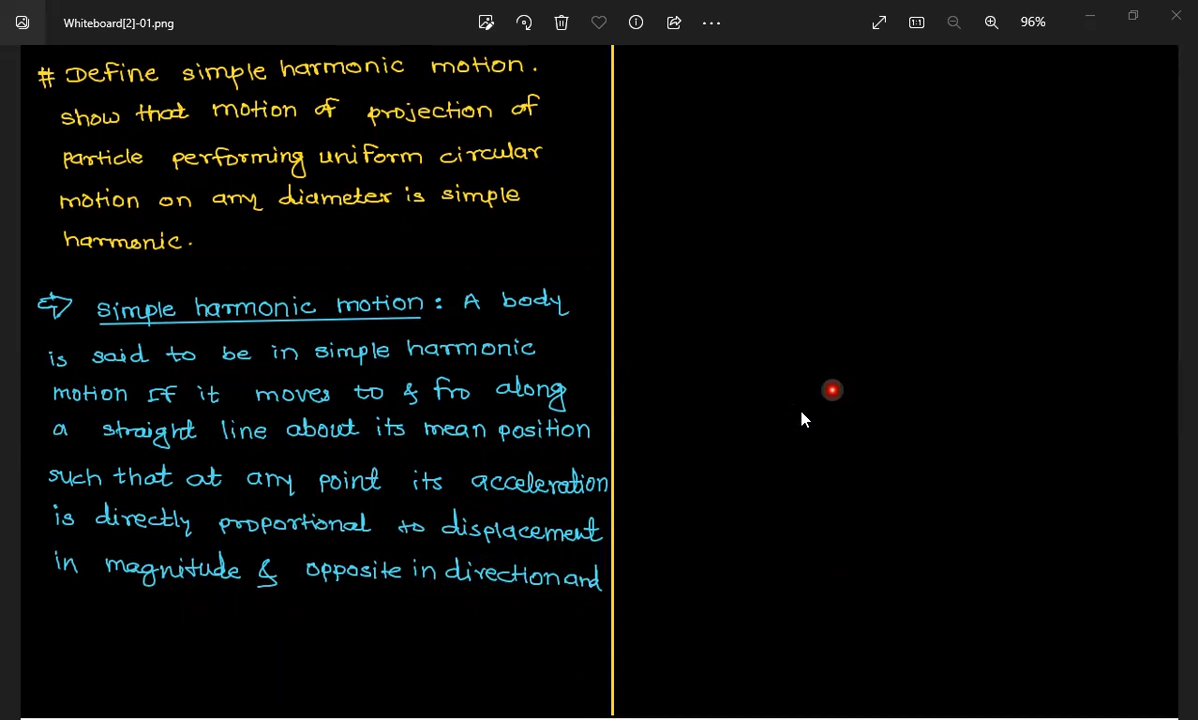 Whiteboard[2]-01.png
96%
# Define simple harmonic motion.
show that motion of projection of
particle performing uniform circular
motion on any diameter is simple
harmonic.
⇒ simple harmonic motion : A body
is said to be in simple harmonic
motion If it moves to & fro along
a straight line about its mean position
such that at any point its acceleration
is directly proportional to displacement
in magnitude & opposite in direction and